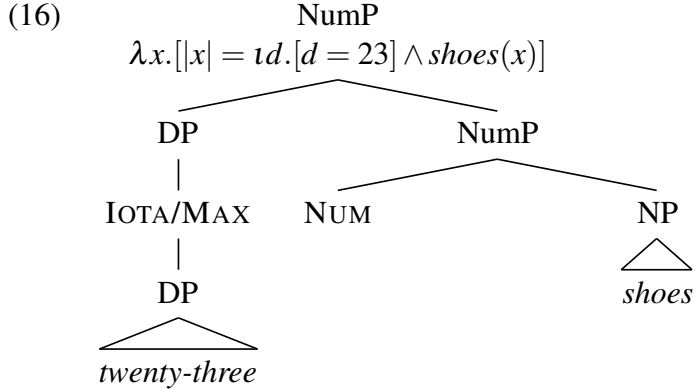 (16) NumP
λx.[|x| = ιd.[d = 23] ∧ shoes(x)]
DP NumP
IOTA/MAX NUM NP
DP shoes
twenty-three